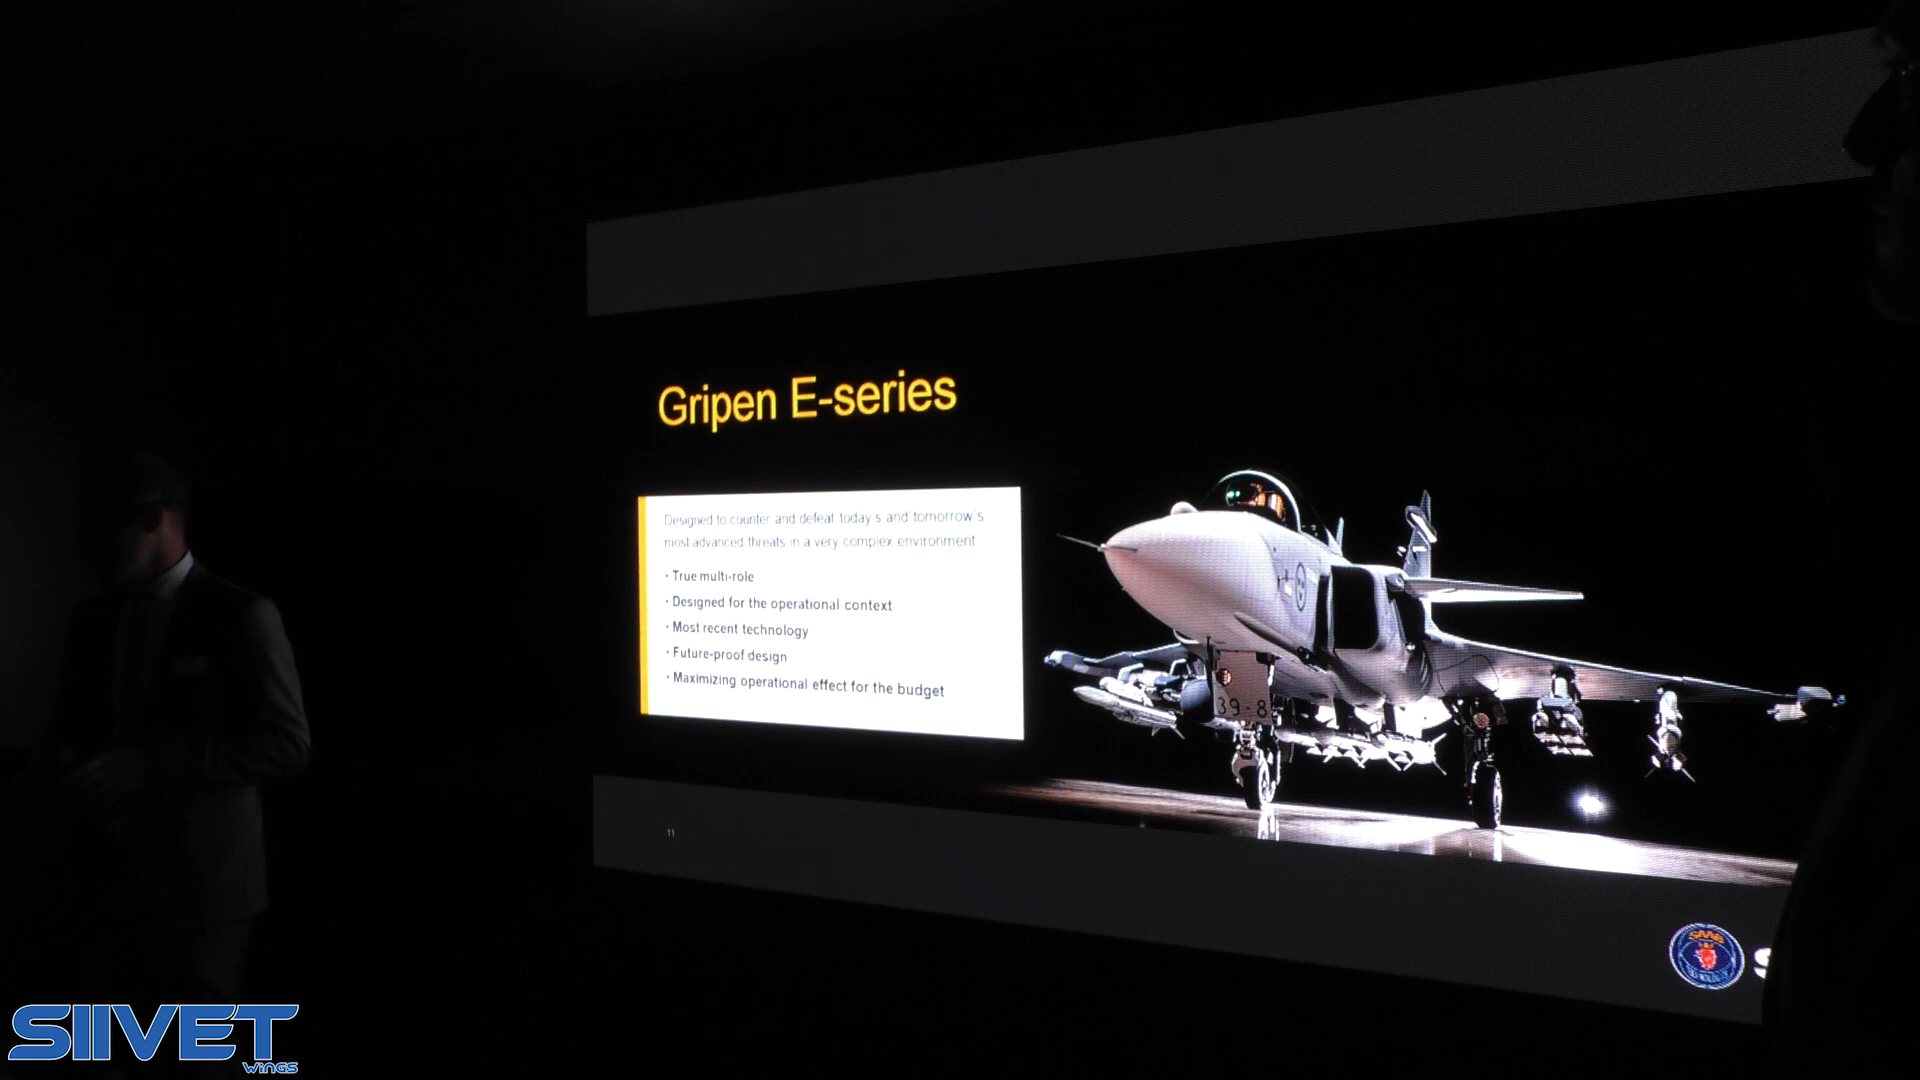 Gripen E-series
Designed to counter and defeat today's and tomorrow's
most advanced threats in a very complex environment
· True multi-role
· Designed for the operational context
· Most recent technology
· Future-proof design
· Maximizing operational effect for the budget
39-8
11
SAAB
SIIVET
WINGS